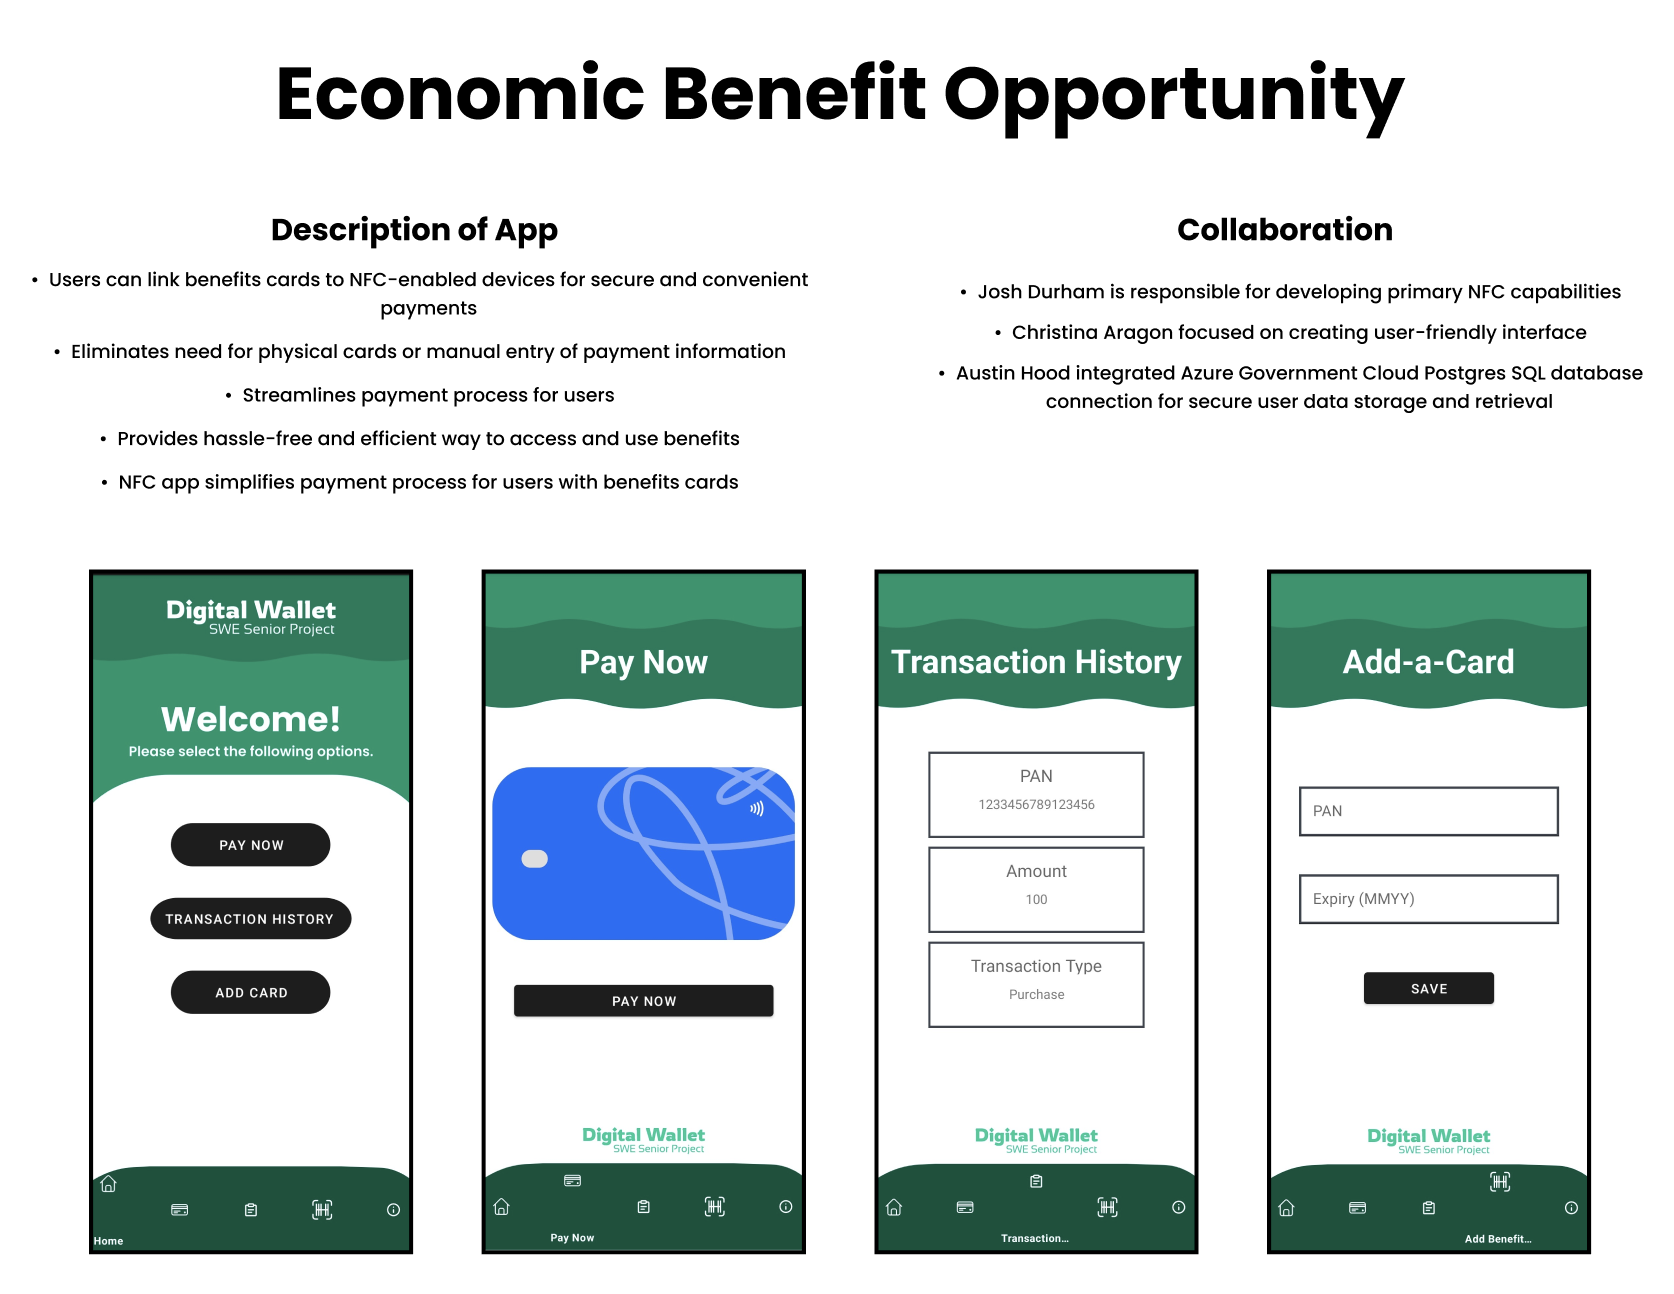 Economic Benefit Opportunity
Description of App
• Users can link benefits cards to NFC-enabled devices for secure and convenient
payments
• Eliminates need for physical cards or manual entry of payment information
• Streamlines payment process for users
• Provides hassle-free and efficient way to access and use benefits
• NFC app simplifies payment process for users with benefits cards
Collaboration
• Josh Durham is responsible for developing primary NFC capabilities
• Christina Aragon focused on creating user-friendly interface
• Austin Hood integrated Azure Government Cloud Postgres SQL database
connection for secure user data storage and retrieval
Digital Wallet
SWE Senior Project
Welcome!
Please select the following options.
PAY NOW
TRANSACTION HISTORY
ADD CARD
Home
Pay Now
PAY NOW
Digital Wallet
SWE Senior Project
Pay Now
Transaction History
PAN
1233456789123456
Amount
100
Transaction Type
Purchase
Digital Wallet
SWE Senior Project
Transaction...
Add-a-Card
PAN
Expiry (MMYY)
SAVE
Digital Wallet
SWE Senior Project
Add Benefit...